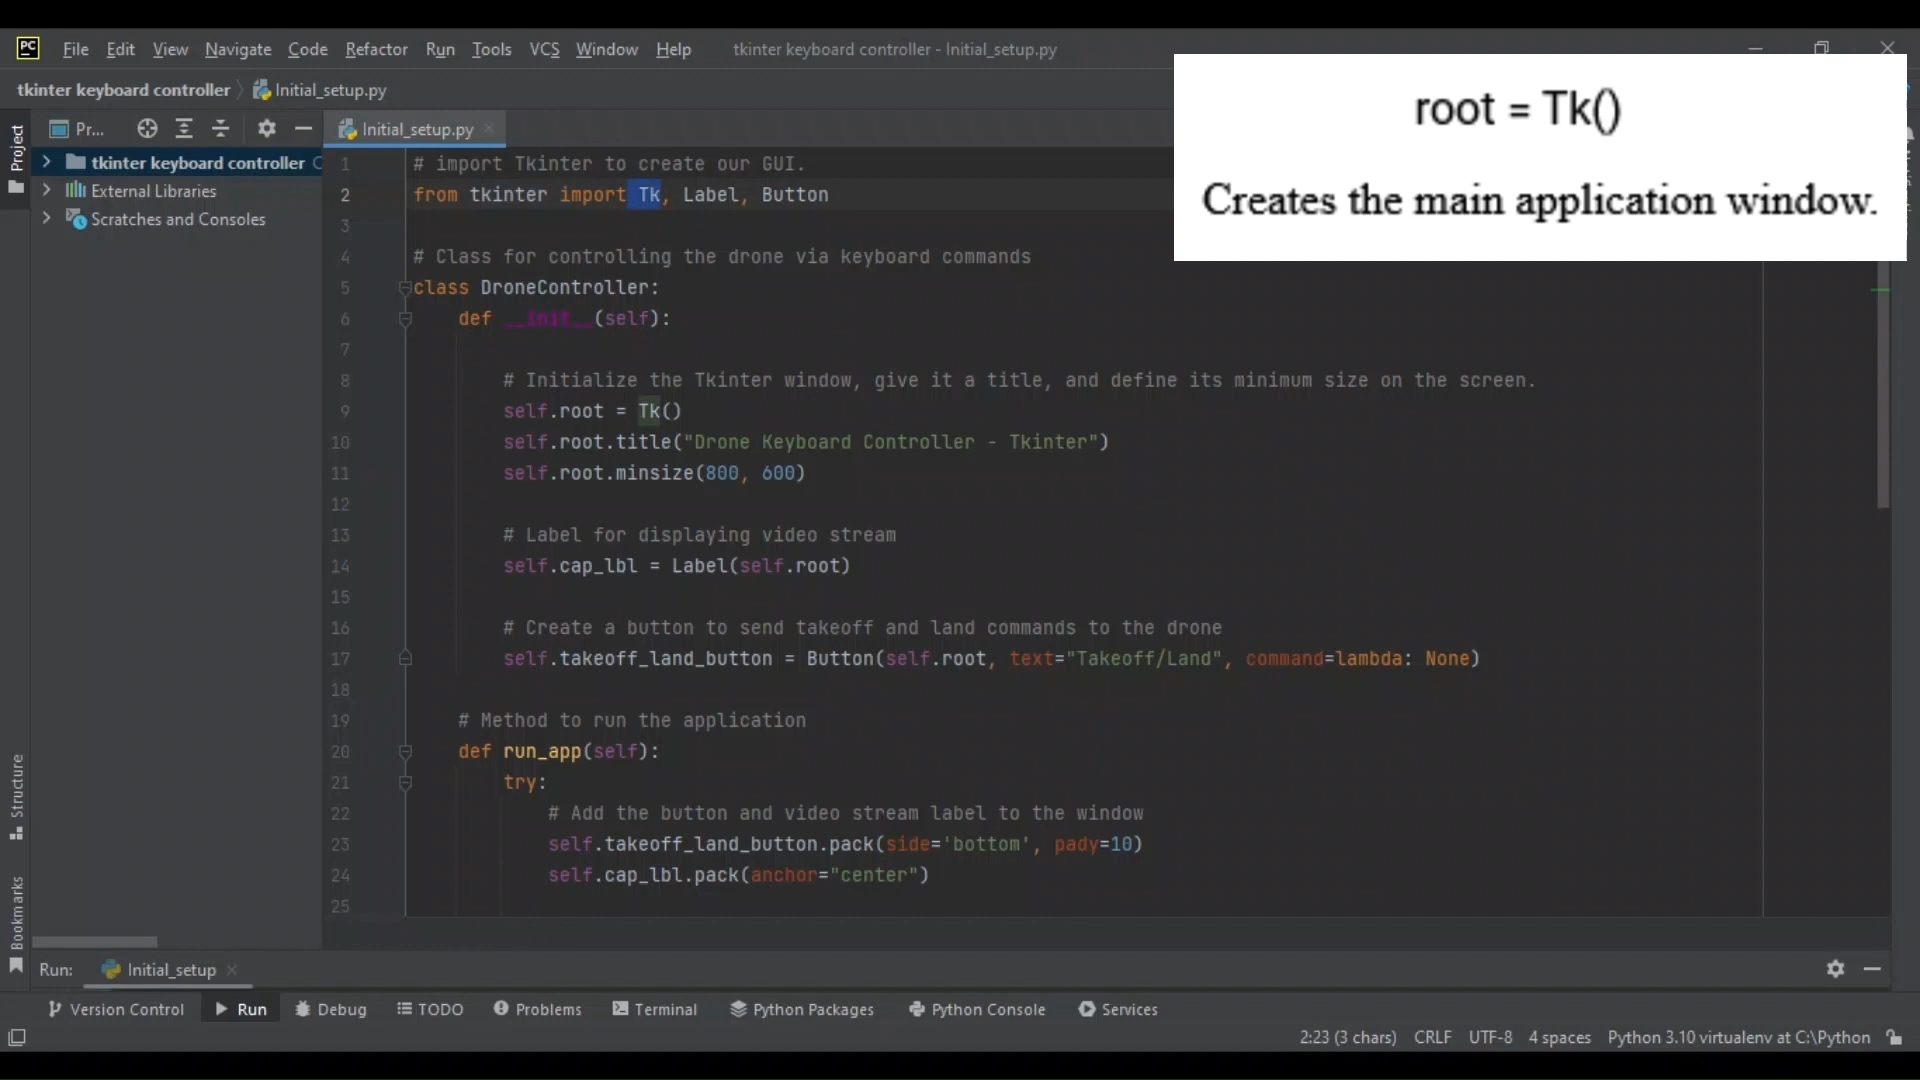 PC File Edit View Navigate Code Refactor Run Tools VCS Window Help tkinter keyboard controller - Initial_setup.py
tkinter keyboard controller Initial_setup.py
root = Tk()
Creates the main application window.
Project
Pr...
Initial_setup.py
tkinter keyboard controller
External Libraries
Scratches and Consoles
1 # import Tkinter to create our GUI.
2 from tkinter import Tk, Label, Button
3
4 # Class for controlling the drone via keyboard commands
5 class DroneController:
6 def __init__(self):
7
8 # Initialize the Tkinter window, give it a title, and define its minimum size on the screen.
9 self.root = Tk()
10 self.root.title("Drone Keyboard Controller - Tkinter")
11 self.root.minsize(800, 600)
12
13 # Label for displaying video stream
14 self.cap_lbl = Label(self.root)
15
16 # Create a button to send takeoff and land commands to the drone
17 self.takeoff_land_button = Button(self.root, text="Takeoff/Land", command=lambda: None)
18
19 # Method to run the application
20 def run_app(self):
21 try:
22 # Add the button and video stream label to the window
23 self.takeoff_land_button.pack(side='bottom', pady=10)
24 self.cap_lbl.pack(anchor="center")
25
Structure
Bookmarks
Run: Initial_setup
Version Control Run Debug TODO Problems Terminal Python Packages Python Console Services
2:23 (3 chars) CRLF UTF-8 4 spaces Python 3.10 virtualenv at C:\Python